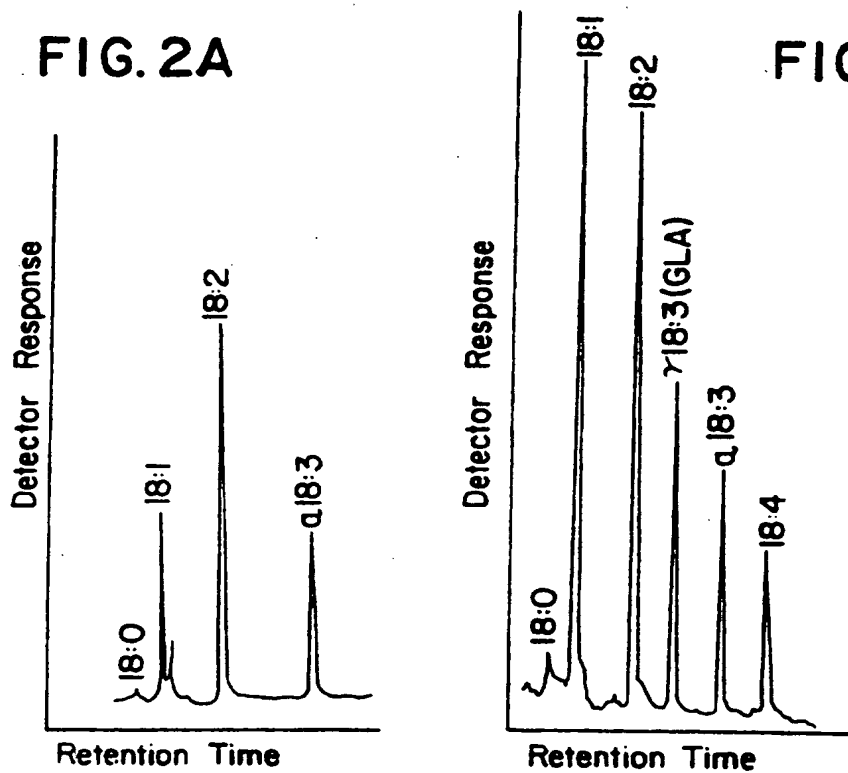 FIG. 2A
Detector Response
18:0
18:1
18:2
α18:3
Retention Time
FIG
Detector Response
18:0
18:1
18:2
γ18:3(GLA)
α18:3
18:4
Retention Time